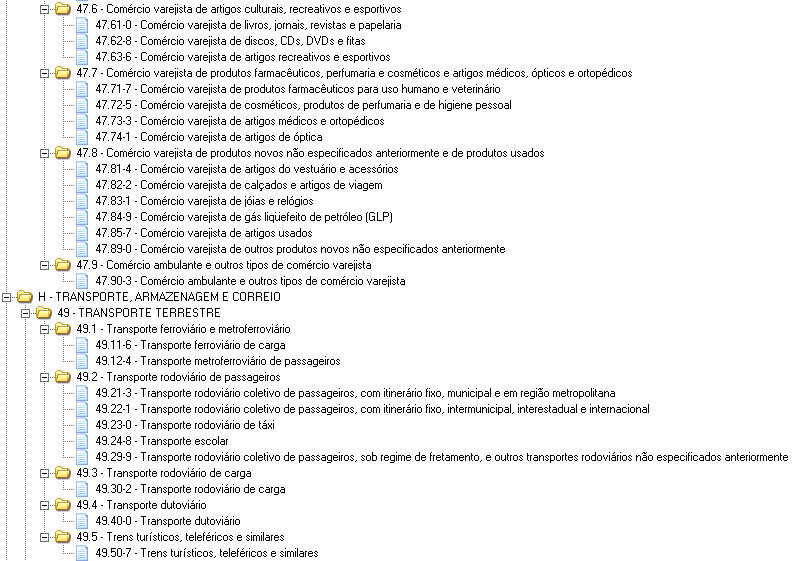 47.6 - Comércio varejista de artigos culturais, recreativos e esportivos
47.61-0 - Comércio varejista de livros, jornais, revistas e papelaria
47.62-8 - Comércio varejista de discos, CDs, DVDs e fitas
47.63-6 - Comércio varejista de artigos recreativos e esportivos
47.7 - Comércio varejista de produtos farmacêuticos, perfumaria e cosméticos e artigos médicos, ópticos e ortopédicos
47.71-7 - Comércio varejista de produtos farmacêuticos para uso humano e veterinário
47.72-5 - Comércio varejista de cosméticos, produtos de perfumaria e de higiene pessoal
47.73-3 - Comércio varejista de artigos médicos e ortopédicos
47.74-1 - Comércio varejista de artigos de óptica
47.8 - Comércio varejista de produtos novos não especificados anteriormente e de produtos usados
47.81-4 - Comércio varejista de artigos do vestuário e acessórios
47.82-2 - Comércio varejista de calçados e artigos de viagem
47.83-1 - Comércio varejista de jóias e relógios
47.84-9 - Comércio varejista de gás liqüefeito de petróleo (GLP)
47.85-7 - Comércio varejista de artigos usados
47.89-0 - Comércio varejista de outros produtos novos não especificados anteriormente
47.9 - Comércio ambulante e outros tipos de comércio varejista
47.90-3 - Comércio ambulante e outros tipos de comércio varejista
H - TRANSPORTE, ARMAZENAGEM E CORREIO
49 - TRANSPORTE TERRESTRE
49.1 - Transporte ferroviário e metroferroviário
49.11-6 - Transporte ferroviário de carga
49.12-4 - Transporte metroferroviário de passageiros
49.2 - Transporte rodoviário de passageiros
49.21-3 - Transporte rodoviário coletivo de passageiros, com itinerário fixo, municipal e em região metropolitana
49.22-1 - Transporte rodoviário coletivo de passageiros, com itinerário fixo, intermunicipal, interestadual e internacional
49.23-0 - Transporte rodoviário de táxi
49.24-8 - Transporte escolar
49.29-9 - Transporte rodoviário coletivo de passageiros, sob regime de fretamento, e outros transportes rodoviários não especificados anteriormente
49.3 - Transporte rodoviário de carga
49.30-2 - Transporte rodoviário de carga
49.4 - Transporte dutoviário
49.40-0 - Transporte dutoviário
49.5 - Trens turísticos, teleféricos e similares
49.50-7 - Trens turísticos, teleféricos e similares